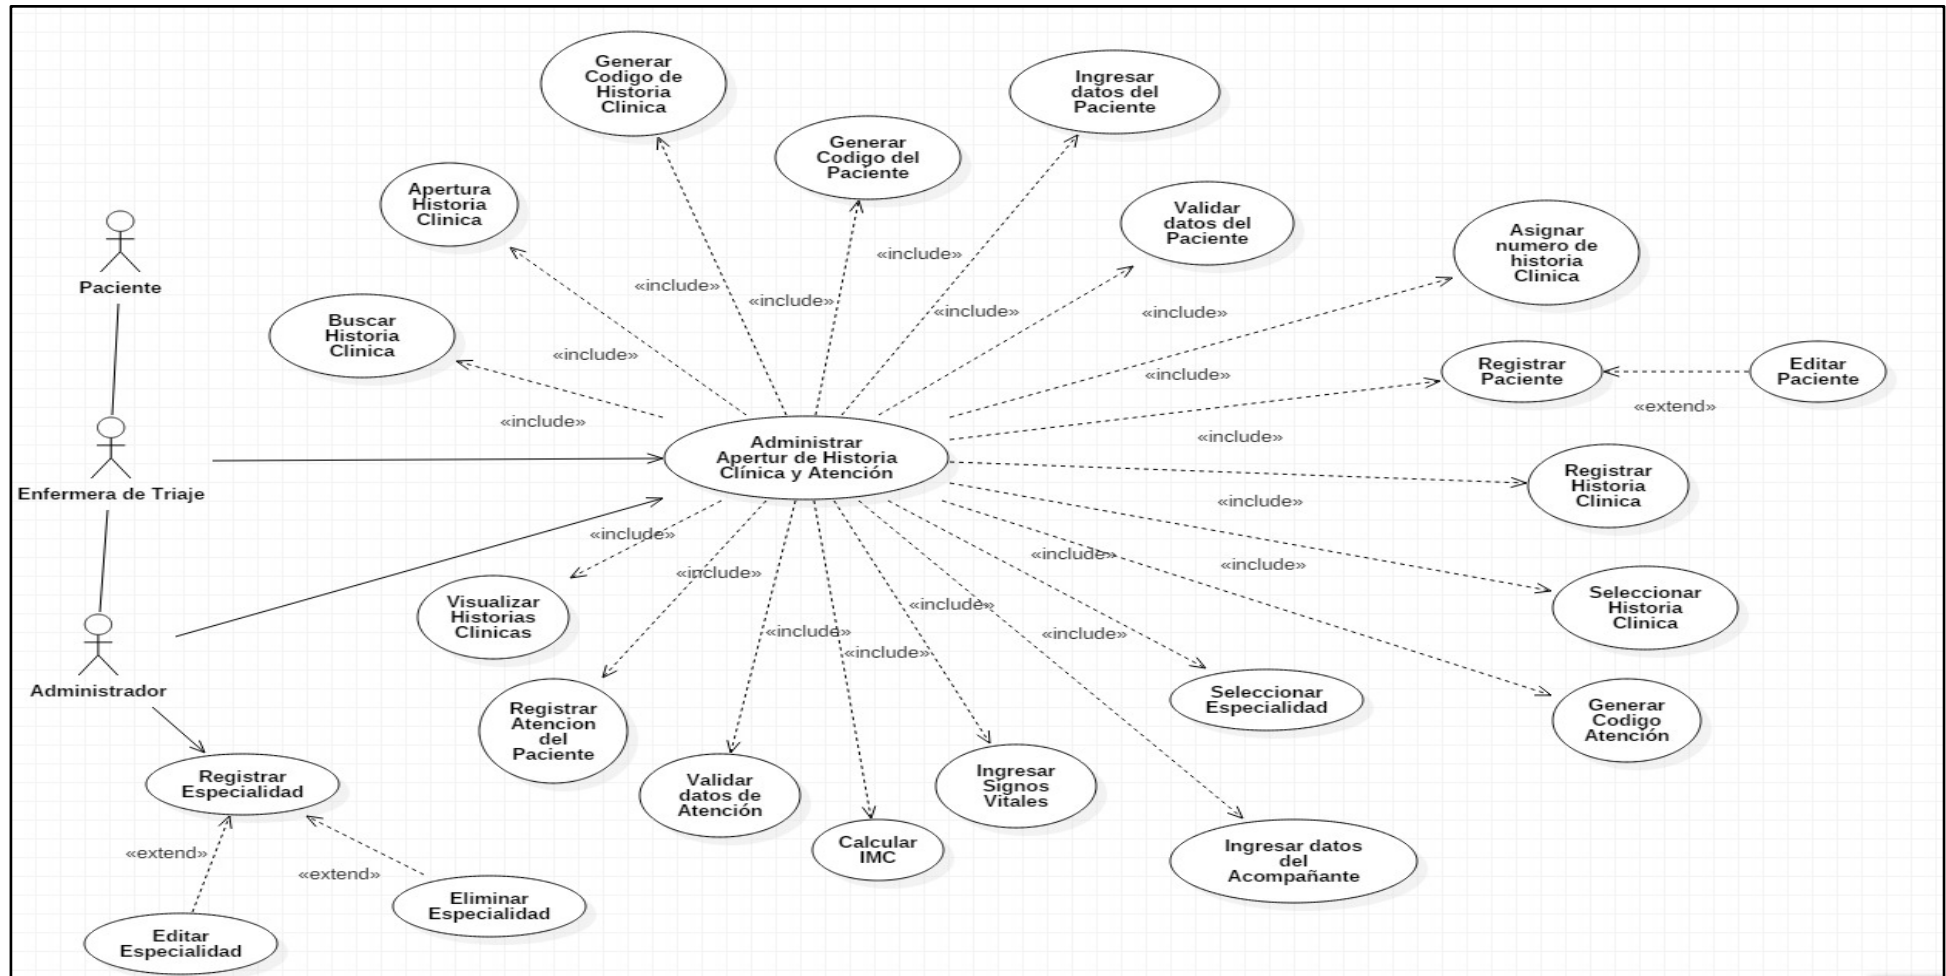 Generar
Codigo de
Historia
Clinica
Ingresar
datos del
Paciente
Generar
Codigo del
Paciente
Apertura
Historia
Clinica
Validar
datos del
Paciente
Asignar
numero de
historia
Clinica
Paciente
Buscar
Historia
Clinica
«include»
«include»
«include»
«include»
«include»
«include»
«include»
«include»
Registrar
Paciente
Editar
Paciente
«extend»
«include»
Administrar
Apertur de Historia
Clínica y Atención
Enfermera de Triaje
Registrar
Historia
Clinica
«include»
«include»
«include»
«include»
«include»
«include»
«include»
«include»
«include»
Visualizar
Historias
Clinicas
Seleccionar
Historia
Clinica
Administrador
Registrar
Atencion
del
Paciente
Seleccionar
Especialidad
Generar
Codigo
Atención
Registrar
Especialidad
Validar
datos de
Atención
Ingresar
Signos
Vitales
Calcular
IMC
Ingresar datos
del
Acompañante
«extend»
«extend»
Eliminar
Especialidad
Editar
Especialidad